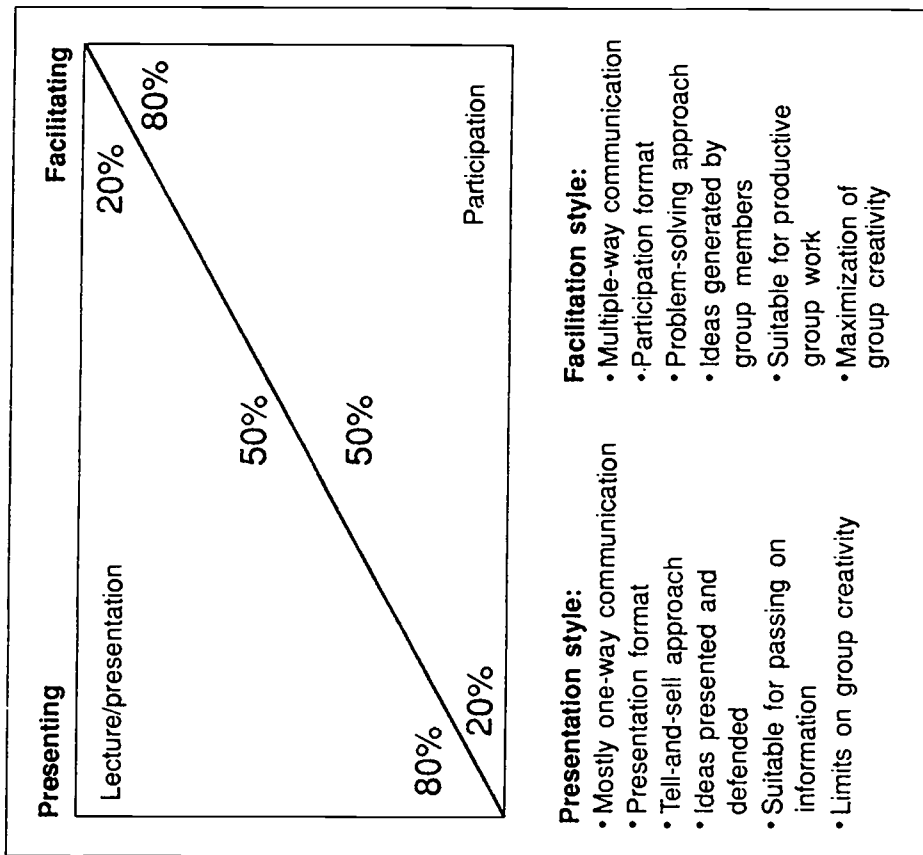 Presenting
Facilitating
Lecture/presentation
20%
80%
50%
50%
80%
20%
Participation
Presentation style:
• Mostly one-way communication
• Presentation format
• Tell-and-sell approach
• Ideas presented and
defended
• Suitable for passing on
information
• Limits on group creativity
Facilitation style:
• Multiple-way communication
• Participation format
• Problem-solving approach
• Ideas generated by
group members
• Suitable for productive
group work
• Maximization of
group creativity